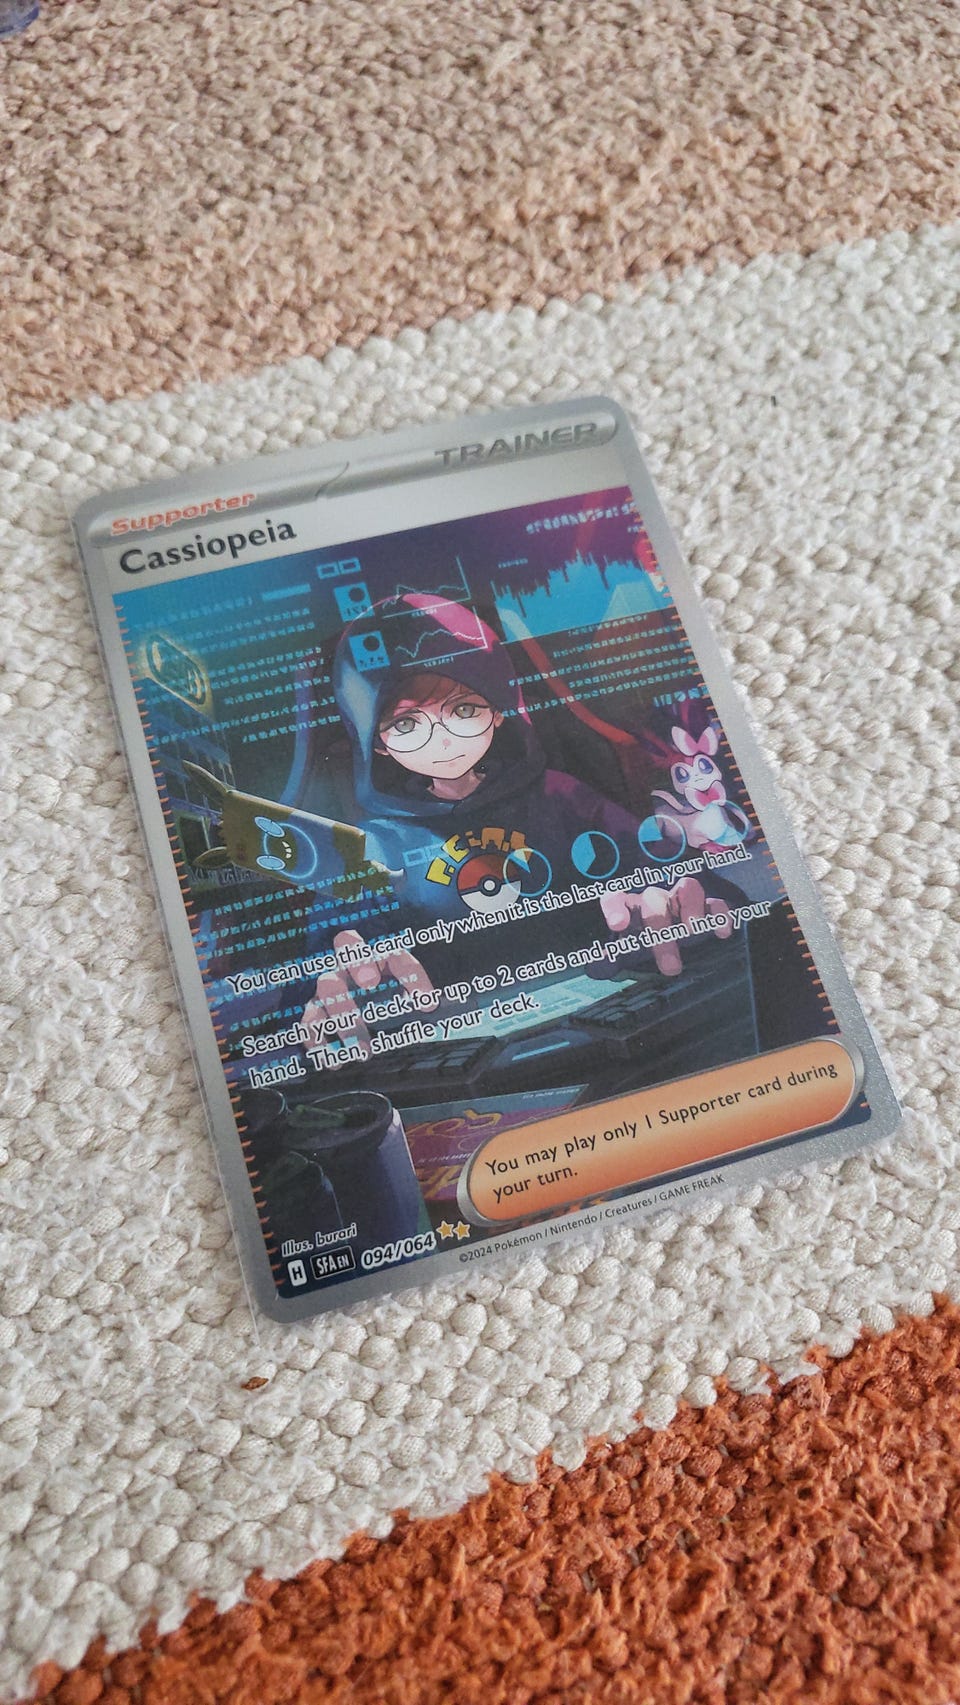 Supporter
TRAINER
Cassiopeia
You can use this card only when it is the last card in your hand.
Search your deck for up to 2 cards and put them into your
hand. Then, shuffle your deck.
You may play only 1 Supporter card during
your turn.
Illus. burari
H SFA EN 094/064
©2024 Pokémon / Nintendo / Creatures / GAME FREAK